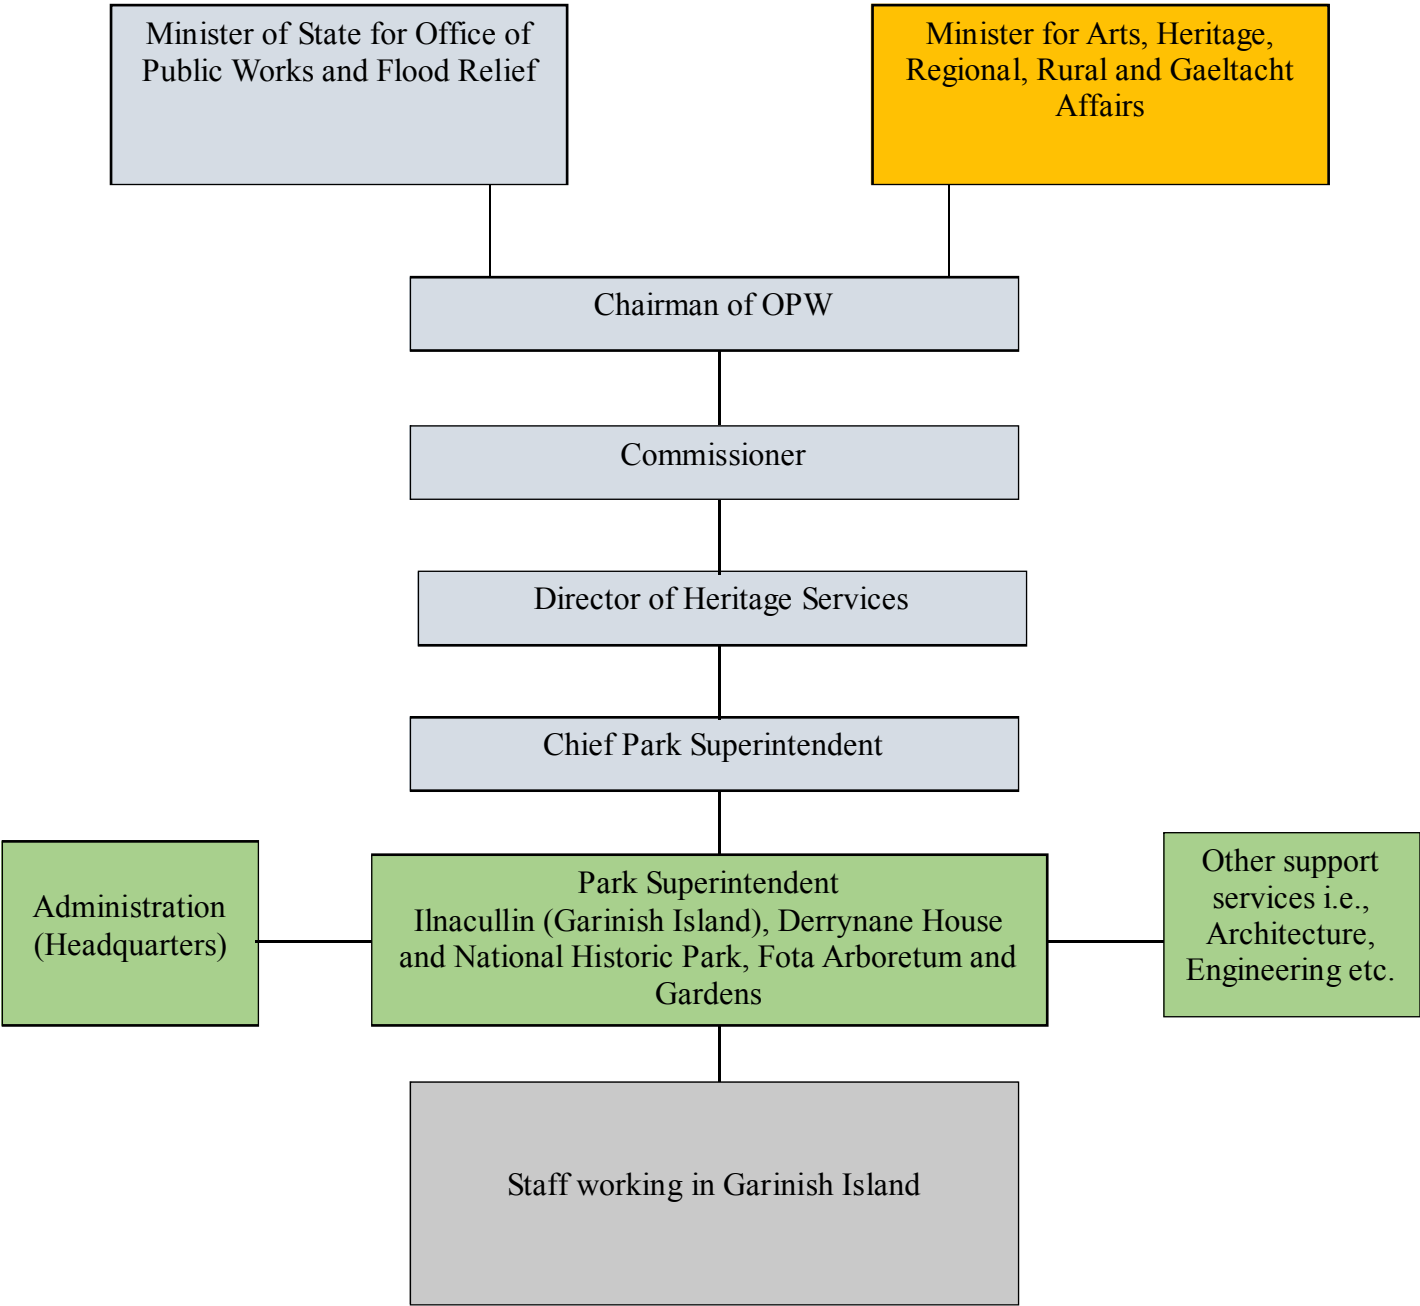 Minister of State for Office of
Public Works and Flood Relief
Minister for Arts, Heritage,
Regional, Rural and Gaeltacht
Affairs
Chairman of OPW
Commissioner
Director of Heritage Services
Chief Park Superintendent
Administration
(Headquarters)
Park Superintendent
Ilnacullin (Garinish Island), Derrynane House
and National Historic Park, Fota Arboretum and
Gardens
Other support
services i.e.,
Architecture,
Engineering etc.
Staff working in Garinish Island